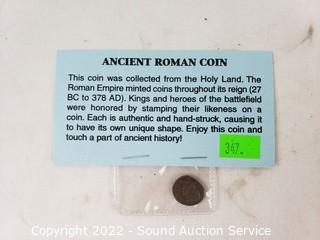 ANCIENT ROMAN COIN
This coin was collected from the Holy Land. The
Roman Empire minted coins throughout its reign (27
BC to 378 AD). Kings and heroes of the battlefield
were honored by stamping their likeness on a
coin. Each is authentic and hand-struck, causing it
to have its own unique shape. Enjoy this coin and
touch a part of ancient history!
347.
Copyright 2022 - Sound Auction Service